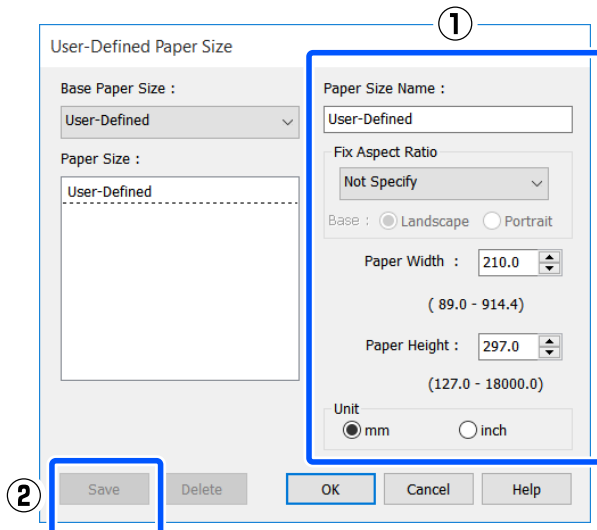 1
User-Defined Paper Size
Base Paper Size :
User-Defined
Paper Size :
User-Defined
Paper Size Name :
User-Defined
Fix Aspect Ratio
Not Specify
Base : Landscape Portrait
Paper Width : 210.0
( 89.0 - 914.4)
Paper Height : 297.0
(127.0 - 18000.0)
Unit
mm inch
2
Save Delete OK Cancel Help